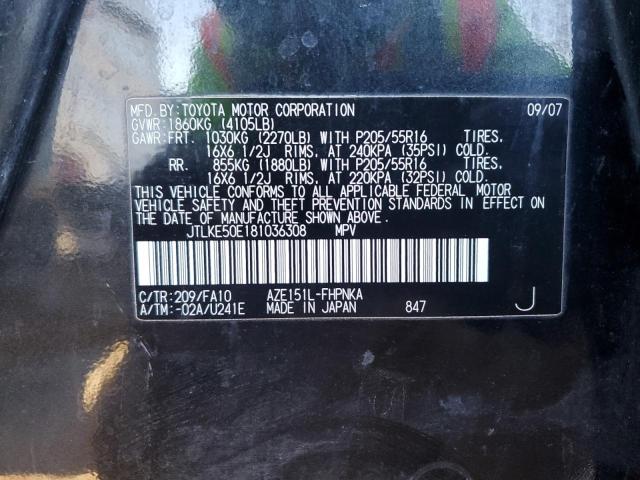 MFD.BY:TOYOTA MOTOR CORPORATION 09/07
GVWR:1860KG (4105LB)
GAWR:FRT. 1030KG (2270LB) WITH P205/55R16 TIRES,
16X6 1/2J RIMS, AT 240KPA (35PSI) COLD.
RR. 855KG (1880LB) WITH P205/55R16 TIRES,
16X6 1/2J RIMS, AT 220KPA (32PSI) COLD.
THIS VEHICLE CONFORMS TO ALL APPLICABLE FEDERAL MOTOR
VEHICLE SAFETY AND THEFT PREVENTION STANDARDS IN EFFECT ON
THE DATE OF MANUFACTURE SHOWN ABOVE.
JTLKE50E181036308 MPV
C/TR:209/FA10 AZE151L-FHPNKA
A/TM:-02A/U241E MADE IN JAPAN 847 J